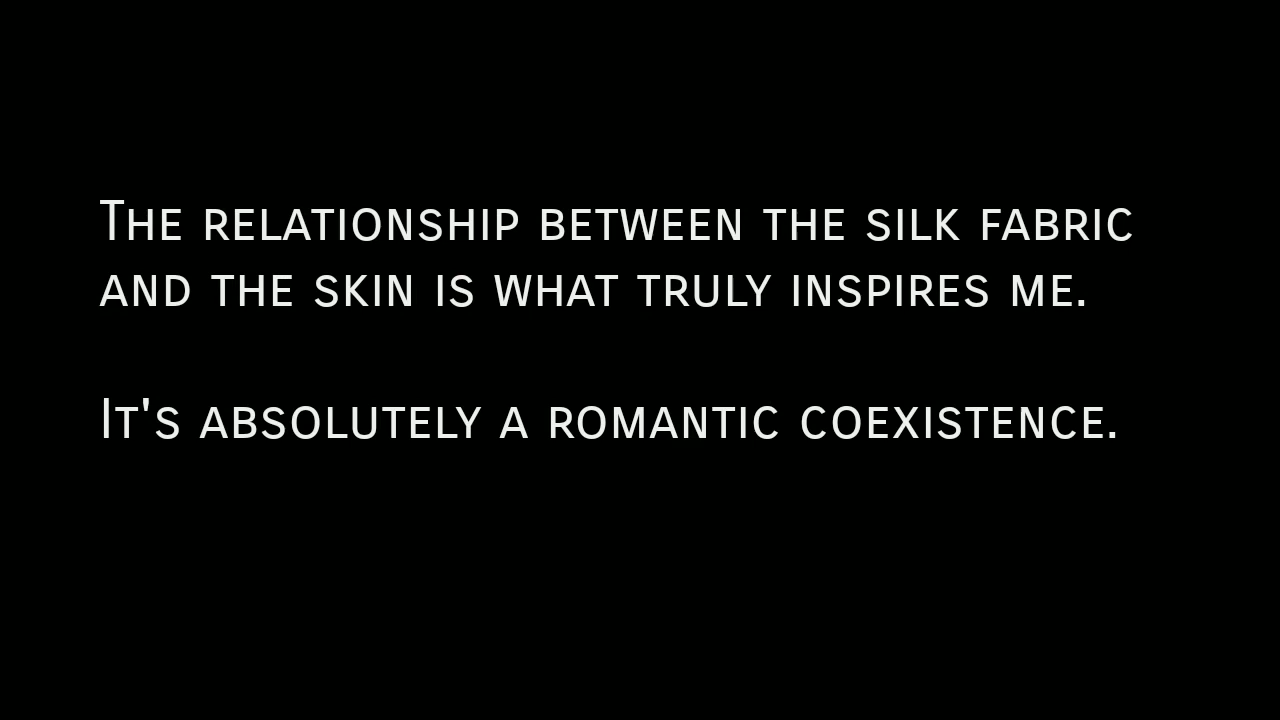 The relationship between the silk fabric
and the skin is what truly inspires me.
It's absolutely a romantic coexistence.